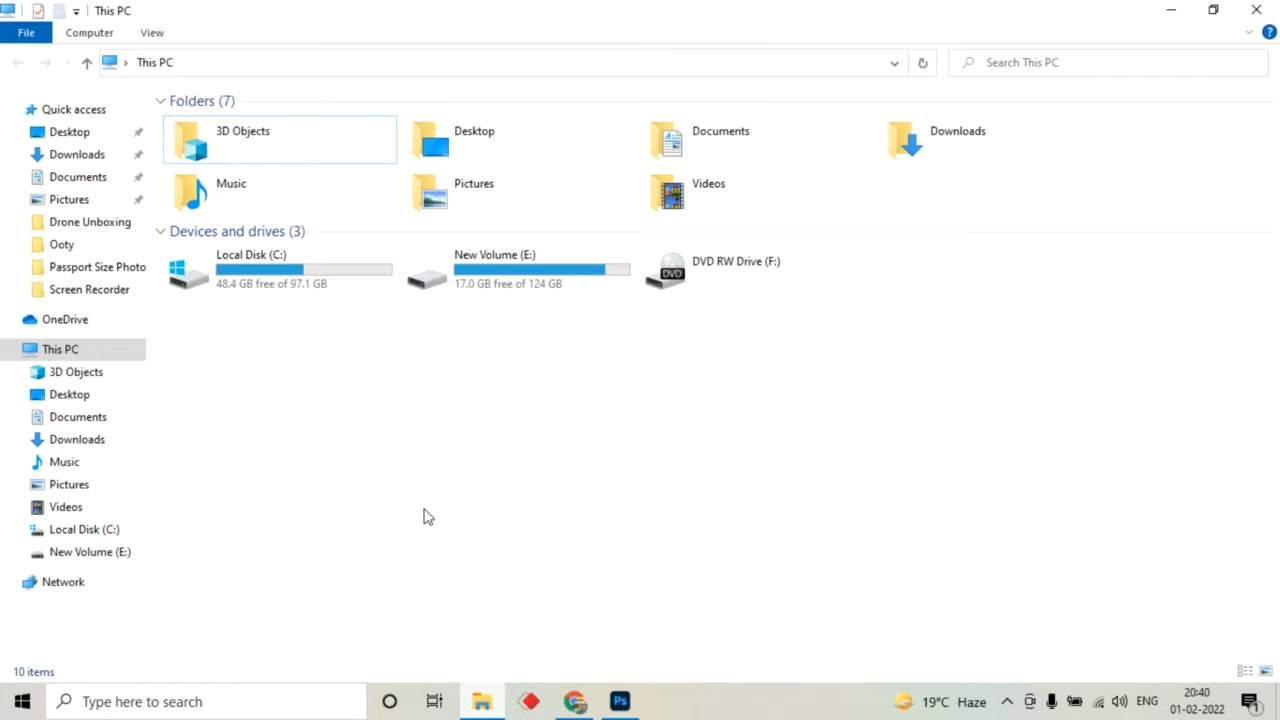 This PC
File Computer View
This PC
Search This PC
Quick access
Desktop
Downloads
Documents
Pictures
Drone Unboxing
Ooty
Passport Size Photo
Screen Recorder
OneDrive
This PC
3D Objects
Desktop
Documents
Downloads
Music
Pictures
Videos
Local Disk (C:)
New Volume (E:)
Network
Folders (7)
3D Objects
Desktop
Documents
Downloads
Music
Pictures
Videos
Devices and drives (3)
Local Disk (C:)
48.4 GB free of 97.1 GB
New Volume (E:)
17.0 GB free of 124 GB
DVD
DVD RW Drive (F:)
10 items
Type here to search
Ps
19°C Haze
ENG
20:40
01-02-2022
1